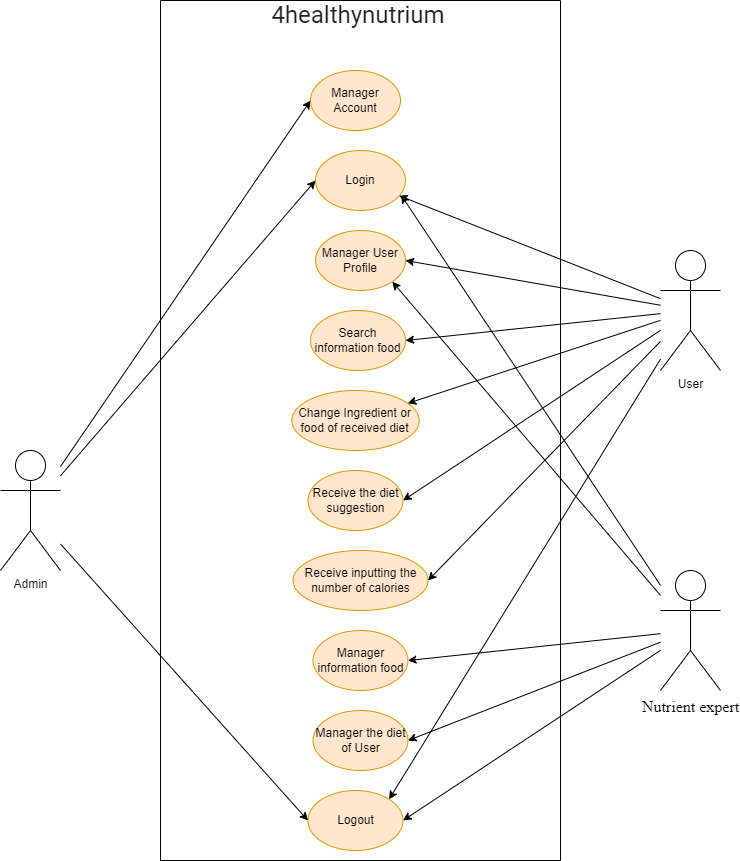 4healthynutrium
Manager
Account
Login
Manager User
Profile
Search
information food
Change Ingredient or
food of received diet
Receive the diet
suggestion
Receive inputting the
number of calories
Manager
information food
Manager the diet
of User
Logout
Admin
User
Nutrient expert